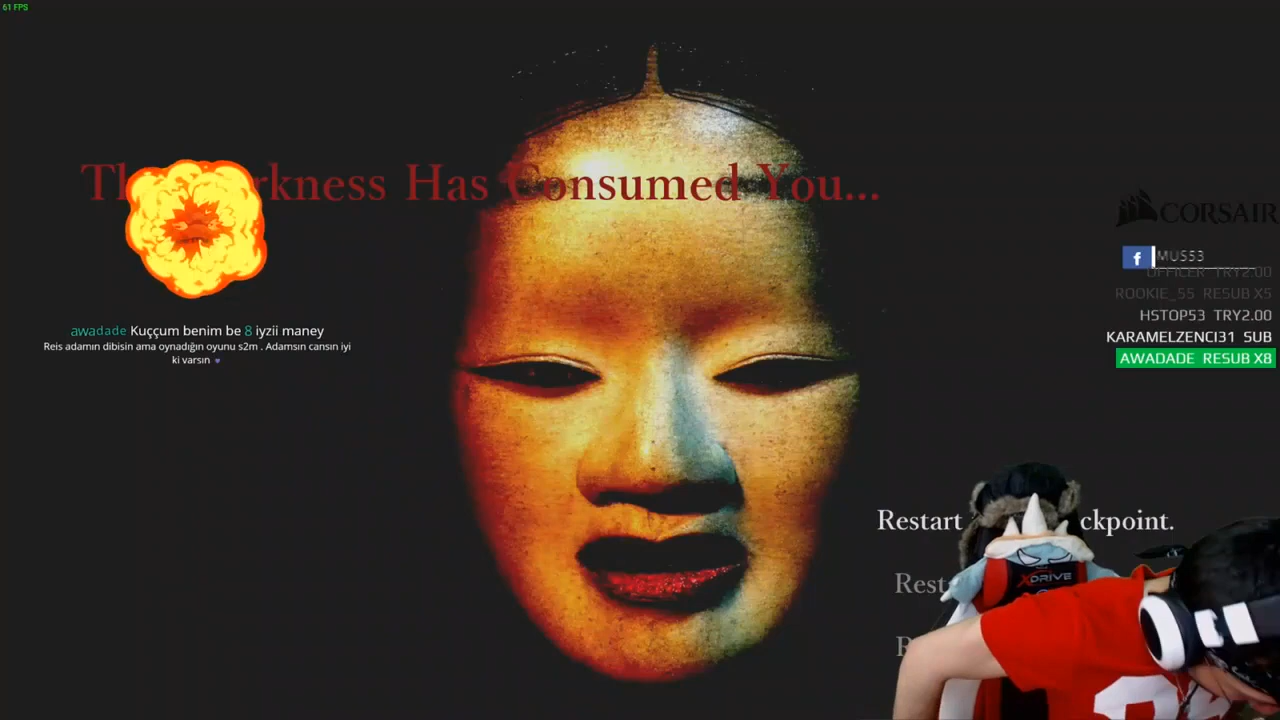 61 FPS
Th rkness Has Consumed You...
CORSAIR
f MUS53
OFFICER TRY2.00
ROOKIE_55 RESUB X5
HSTOP53 TRY2.00
KARAMELZENCI31 SUB
AWADADE RESUB X8
awadade Kuççum benim be 8 iyzii maney
Reis adamın dibisin ama oynadığın oyunu s2m . Adamsın cansın iyi
ki varsın
Restart ckpoint.
Rest
R
XDRIVE